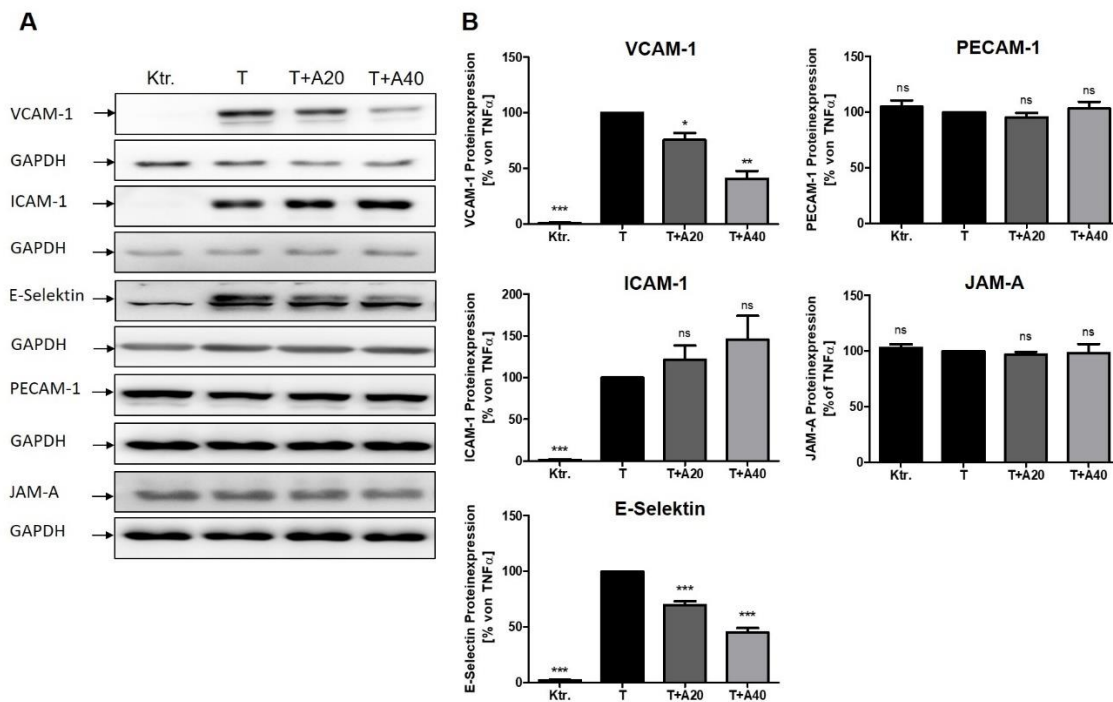 A
Ktr. T T+A20 T+A40
VCAM-1
GAPDH
ICAM-1
GAPDH
E-Selektin
GAPDH
PECAM-1
GAPDH
JAM-A
GAPDH
B
VCAM-1
VCAM-1 Proteinexpression
[% von TNFα]
150
100
50
0
*** * **
Ktr. T T+A20 T+A40
PECAM-1
PECAM-1 Proteinexpression
[% von TNFα]
150
100
50
0
ns ns ns
Ktr. T T+A20 T+A40
ICAM-1
ICAM-1 Proteinexpression
[% von TNFα]
200
150
100
50
0
*** ns ns
Ktr. T T+A20 T+A40
JAM-A
JAM-A Proteinexpression
[%of TNFα]
150
100
50
0
ns ns ns
Ktr. T T+A20 T+A40
E-Selektin
E-Selectin Proteinexpression
[% von TNFα]
150
100
50
0
*** *** ***
Ktr. T T+A20 T+A40